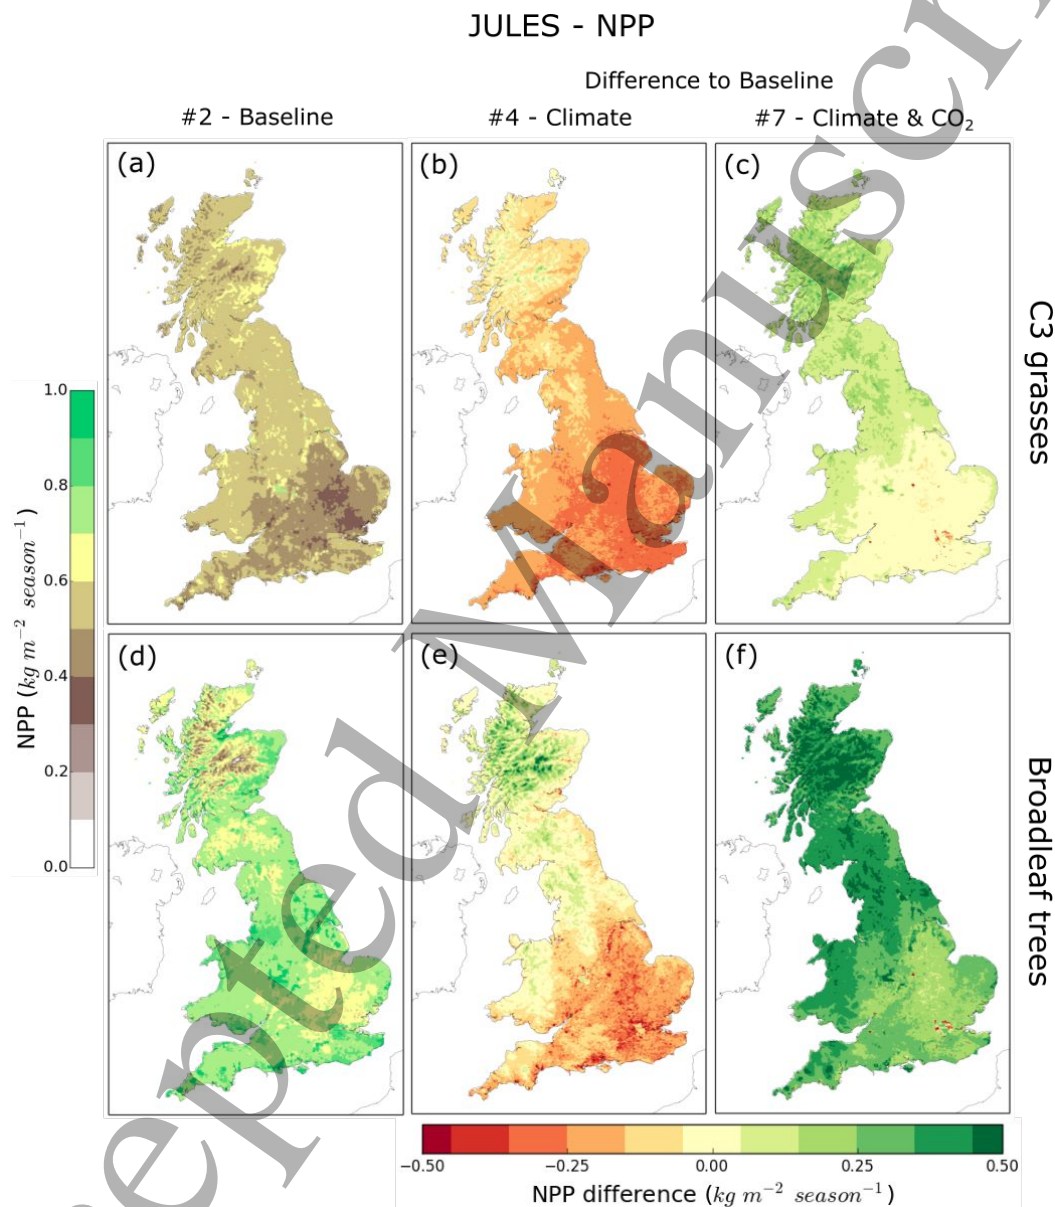 JULES - NPP
Difference to Baseline
#2 - Baseline
#4 - Climate
#7 - Climate & CO₂
(a)
(b)
(c)
C3 grasses
(d)
(e)
(f)
Broadleaf trees
1.0
0.8
0.6
0.4
0.2
0.0
NPP (kg m⁻² season⁻¹)
−0.50
−0.25
0.00
0.25
0.50
NPP difference (kg m⁻² season⁻¹)
epted Manuscri